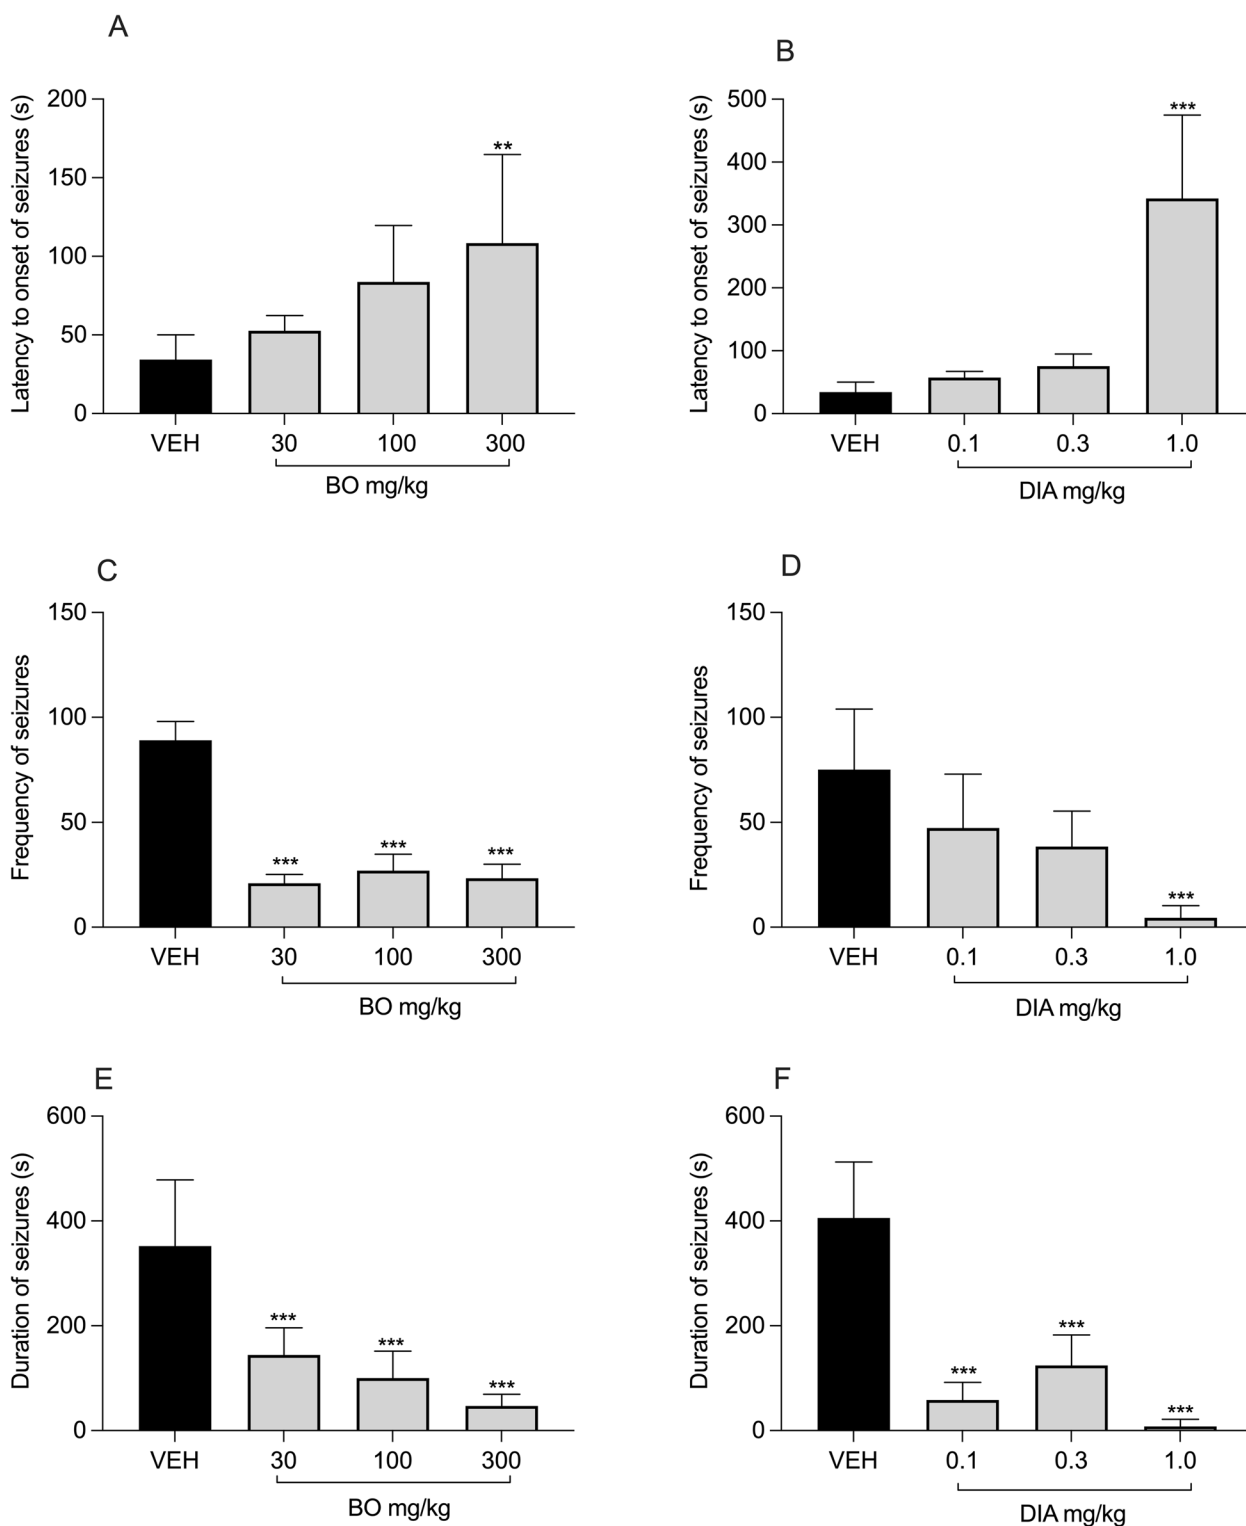 A
Latency to onset of seizures (s)
200
150
100
50
0
**
VEH 30 100 300
BO mg/kg
B
Latency to onset of seizures (s)
500
400
300
200
100
0
***
VEH 0.1 0.3 1.0
DIA mg/kg
C
Frequency of seizures
150
100
50
0
*** *** ***
VEH 30 100 300
BO mg/kg
D
Frequency of seizures
150
100
50
0
***
VEH 0.1 0.3 1.0
DIA mg/kg
E
Duration of seizures (s)
600
400
200
0
*** *** ***
VEH 30 100 300
BO mg/kg
F
Duration of seizures (s)
600
400
200
0
*** *** ***
VEH 0.1 0.3 1.0
DIA mg/kg